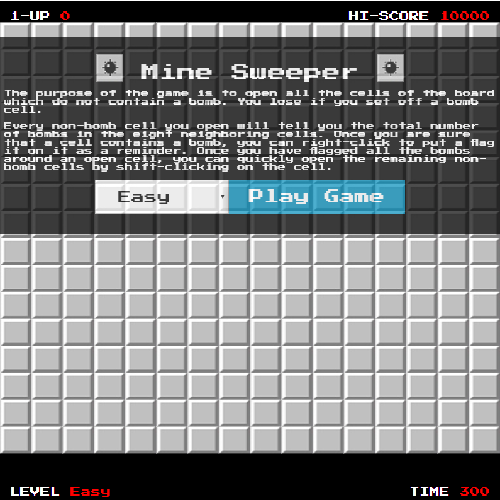 1-UP 0 HI-SCORE 10000
Mine Sweeper
The purpose of the game is to open all the cells of the board
which do not contain a bomb. You lose if you set off a bomb
cell.
Every non-bomb cell you open will tell you the total number
of bombs in the eight neighboring cells. Once you are sure
that a cell contains a bomb, you can right-click to put a flag
it on it as a reminder. Once you have flagged all the bombs
around an open cell, you can quickly open the remaining non-
bomb cells by shift-clicking on the cell.
Easy Play Game
LEVEL Easy TIME 300